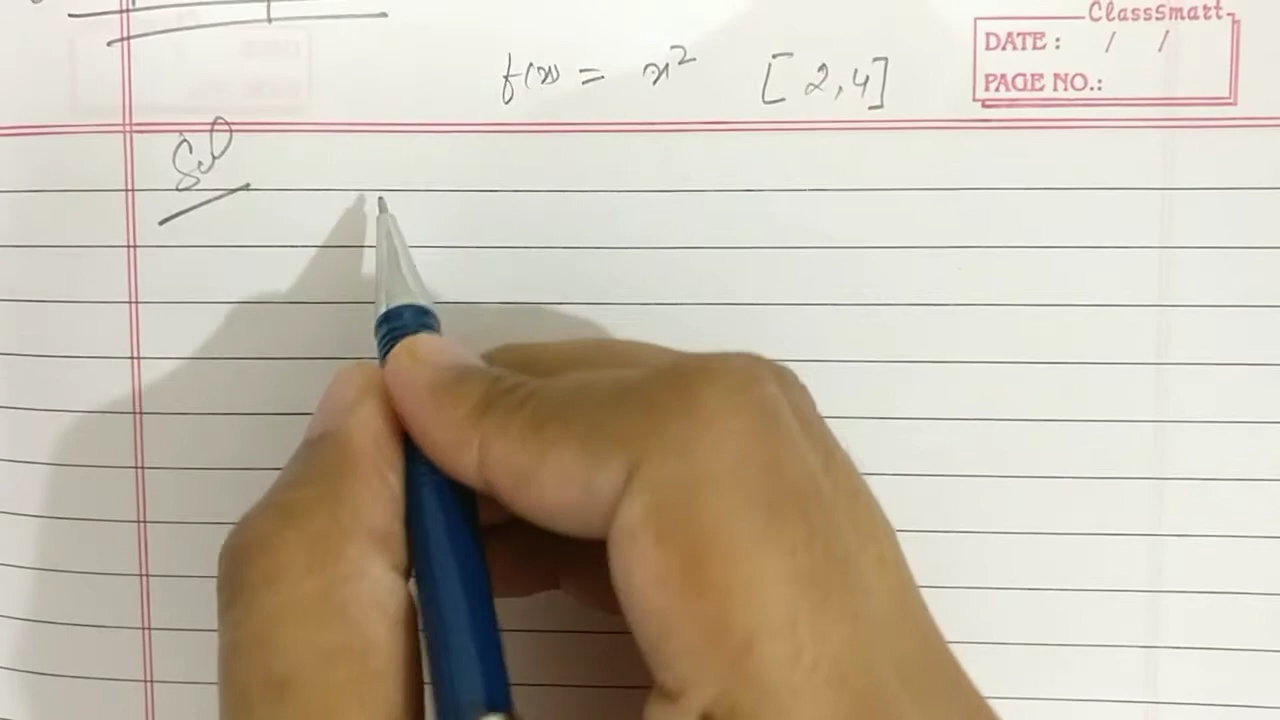 ClassSmart
DATE : / /
PAGE NO.:
f(x) = x² [2,4]
Sol